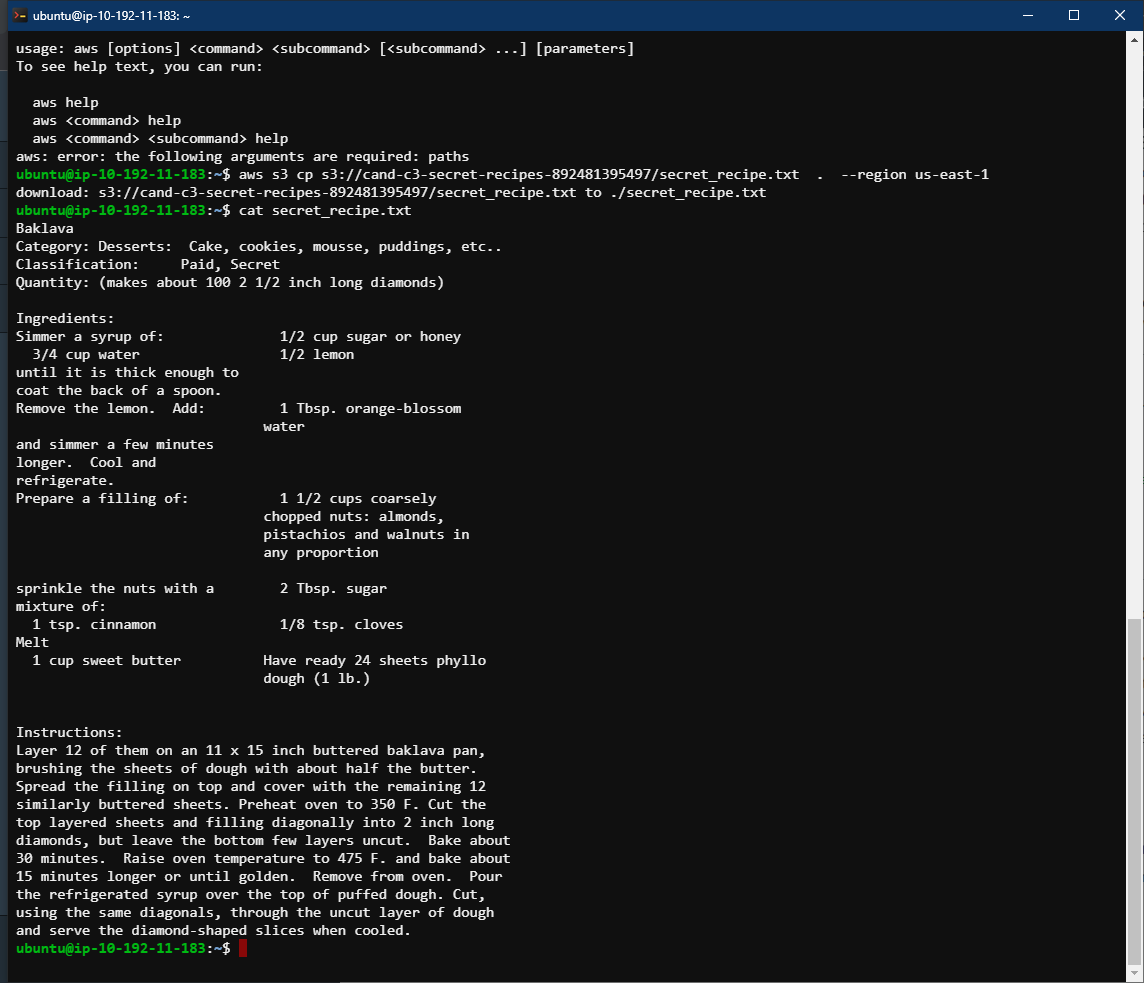 ubuntu@ip-10-192-11-183: ~
usage: aws [options] <command> <subcommand> [<subcommand> ...] [parameters]
To see help text, you can run:
  aws help
  aws <command> help
  aws <command> <subcommand> help
aws: error: the following arguments are required: paths
ubuntu@ip-10-192-11-183:~$ aws s3 cp s3://cand-c3-secret-recipes-892481395497/secret_recipe.txt  .  --region us-east-1
download: s3://cand-c3-secret-recipes-892481395497/secret_recipe.txt to ./secret_recipe.txt
ubuntu@ip-10-192-11-183:~$ cat secret_recipe.txt
Baklava
Category: Desserts:  Cake, cookies, mousse, puddings, etc..
Classification:     Paid, Secret
Quantity: (makes about 100 2 1/2 inch long diamonds)
Ingredients:
Simmer a syrup of:              1/2 cup sugar or honey
  3/4 cup water                 1/2 lemon
until it is thick enough to
coat the back of a spoon.
Remove the lemon.  Add:         1 Tbsp. orange-blossom
                              water
and simmer a few minutes
longer.  Cool and
refrigerate.
Prepare a filling of:           1 1/2 cups coarsely
                              chopped nuts: almonds,
                              pistachios and walnuts in
                              any proportion
sprinkle the nuts with a        2 Tbsp. sugar
mixture of:
  1 tsp. cinnamon               1/8 tsp. cloves
Melt
  1 cup sweet butter          Have ready 24 sheets phyllo
                              dough (1 lb.)
Instructions:
Layer 12 of them on an 11 x 15 inch buttered baklava pan,
brushing the sheets of dough with about half the butter.
Spread the filling on top and cover with the remaining 12
similarly buttered sheets. Preheat oven to 350 F. Cut the
top layered sheets and filling diagonally into 2 inch long
diamonds, but leave the bottom few layers uncut.  Bake about
30 minutes.  Raise oven temperature to 475 F. and bake about
15 minutes longer or until golden.  Remove from oven.  Pour
the refrigerated syrup over the top of puffed dough. Cut,
using the same diagonals, through the uncut layer of dough
and serve the diamond-shaped slices when cooled.
ubuntu@ip-10-192-11-183:~$